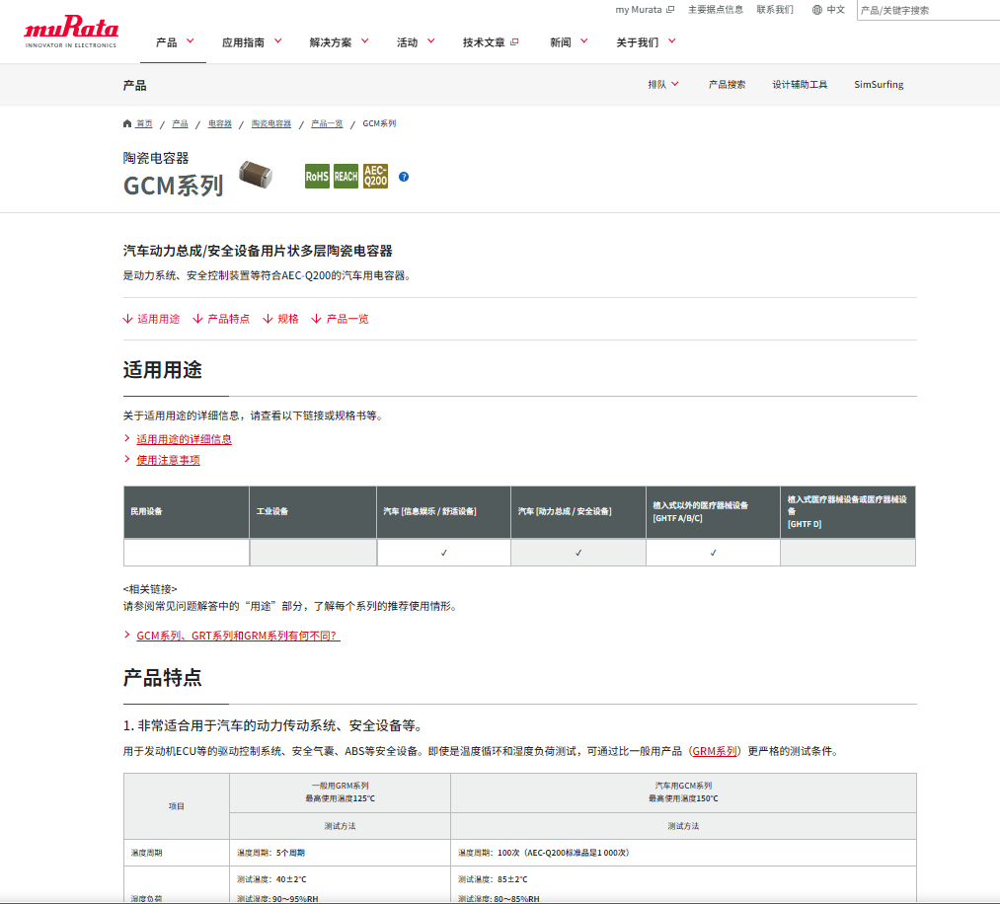 my Murata 主要据点信息 联系我们 中文 产品/关键字搜索
muRata
INNOVATOR IN ELECTRONICS
产品 应用指南 解决方案 活动 技术文章 新闻 关于我们
产品 排队 产品搜索 设计辅助工具 SimSurfing
首页 / 产品 / 电容器 / 陶瓷电容器 / 产品一览 / GCM系列
陶瓷电容器
GCM系列
RoHS REACH AEC-Q200 ?
汽车动力总成/安全设备用片状多层陶瓷电容器
是动力系统、安全控制装置等符合AEC-Q200的汽车用电容器。
↓ 适用用途 ↓ 产品特点 ↓ 规格 ↓ 产品一览
适用用途
关于适用用途的详细信息，请查看以下链接或规格书等。
适用用途的详细信息
使用注意事项
民用设备 工业设备 汽车 [信息娱乐 / 舒适设备] 汽车 [动力总成 / 安全设备] 植入式以外的医疗器械设备 [GHTF A/B/C] 植入式医疗器械设备或医疗器械设备 [GHTF D]
✓ ✓ ✓
<相关链接>
请参阅常见问题解答中的“用途”部分，了解每个系列的推荐使用情形。
GCM系列、GRT系列和GRM系列有何不同？
产品特点
1. 非常适合用于汽车的动力传动系统、安全设备等。
用于发动机ECU等的驱动控制系统、安全气囊、ABS等安全设备。即使是温度循环和湿度负荷测试，可通过比一般用产品（GRM系列）更严格的测试条件。
项目 一般用GRM系列 最高使用温度125°C 汽车用GCM系列 最高使用温度150°C
测试方法 测试方法
温度周期 温度周期：5个周期 温度周期：100次（AEC-Q200标准品是1 000次）
测试温度：40±2°C 测试温度：85±2°C
湿度负荷 测试湿度: 90～95%RH 测试湿度: 80～85%RH